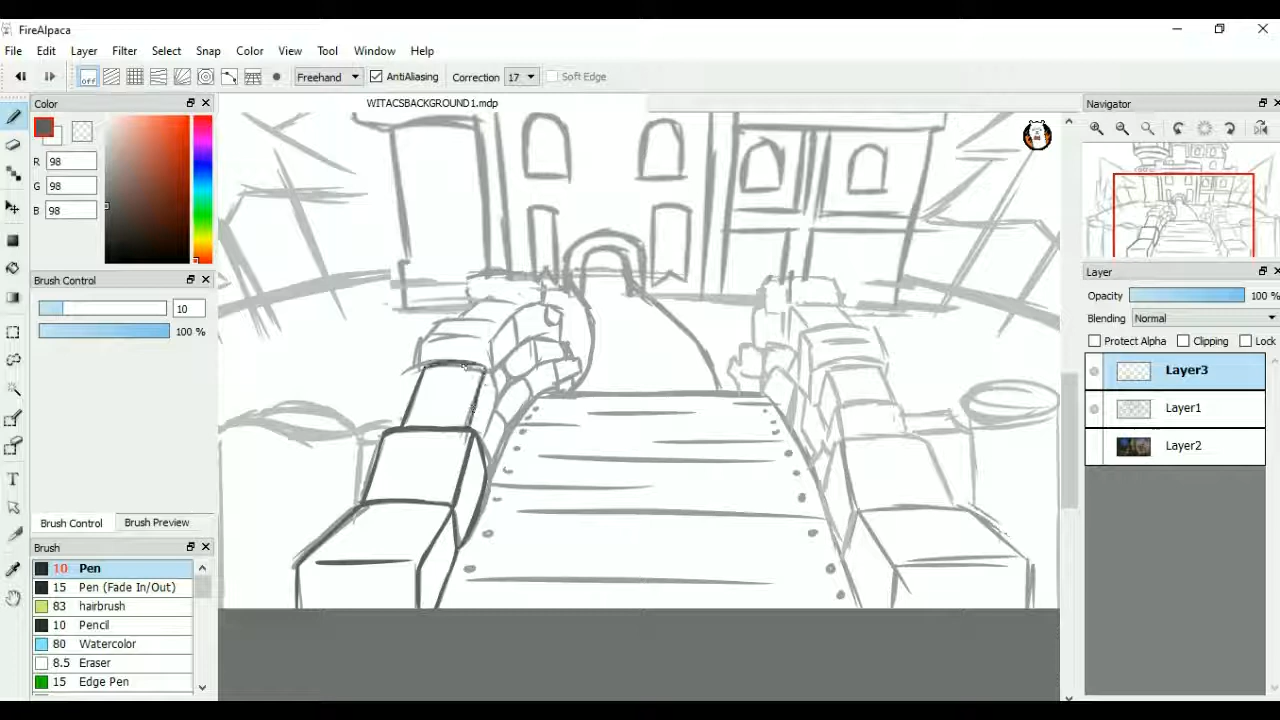 FireAlpaca
File Edit Layer Filter Select Snap Color View Tool Window Help
off Freehand AntiAliasing Correction 17 Soft Edge
Color
WITACSBACKGROUND1.mdp
Navigator
R 98
G 98
B 98
Brush Control
10
100 %
Layer
Opacity 100 %
Blending Normal
Protect Alpha Clipping Lock
Layer3
Layer1
Layer2
Brush Control Brush Preview
Brush
10 Pen
15 Pen (Fade In/Out)
83 hairbrush
10 Pencil
80 Watercolor
8.5 Eraser
15 Edge Pen